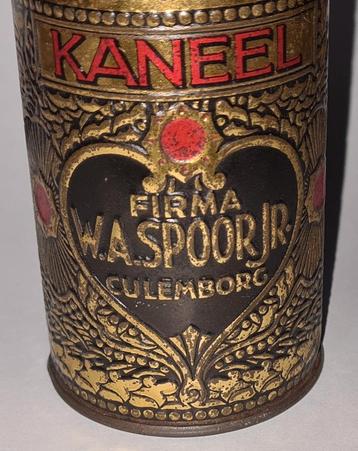 KANEEL
FIRMA
W.A. SPOOR JR.
CULEMBORG